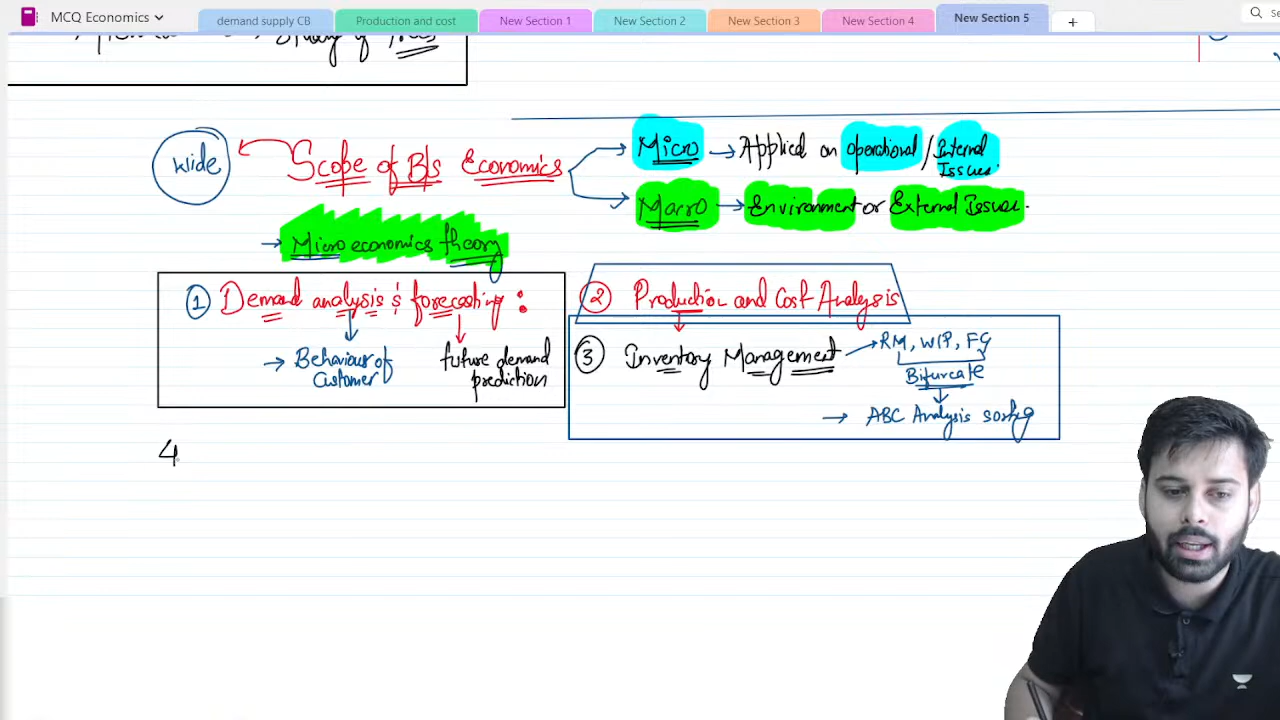 MCQ Economics
demand supply CB
Production and cost
New Section 1
New Section 2
New Section 3
New Section 4
New Section 5
+
Se
Study of
Wide
Scope of B/s Economics
Micro → Applied on operational / Internal Issues.
Macro → Environment or External Issues.
→ Micro economics theory
① Demand analysis & forecasting :
→ Behaviour of Customer
future demand prediction
② Production and Cost Analysis
③ Inventory Management → RM, WIP, FG
Bifurcate
→ ABC Analysis
4